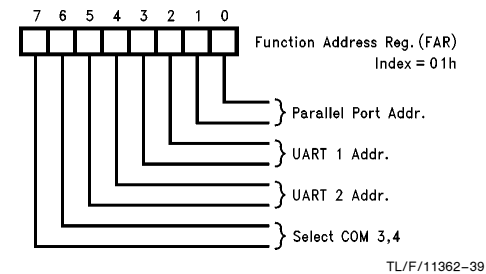 7 6 5 4 3 2 1 0
Function Address Reg. (FAR)
Index = 01h
Parallel Port Addr.
UART 1 Addr.
UART 2 Addr.
Select COM 3,4
TL/F/11362–39